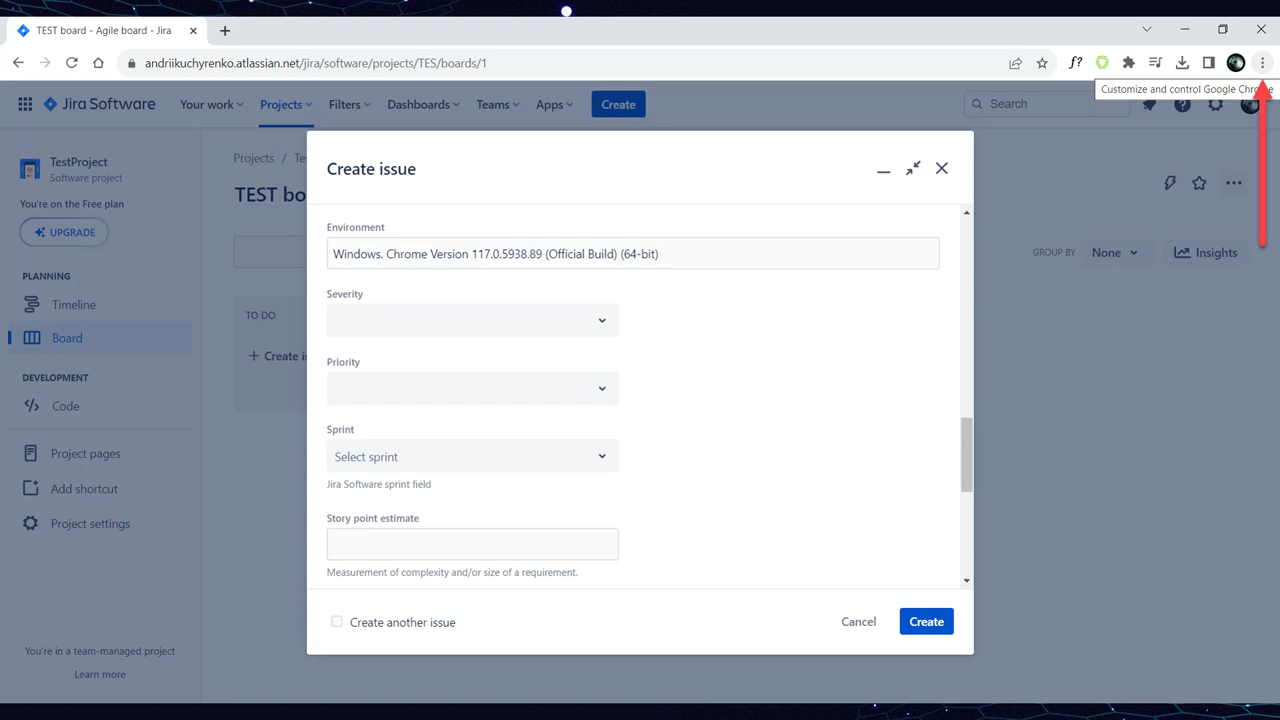 TEST board - Agile board - Jira
andriikuchyrenko.atlassian.net/jira/software/projects/TES/boards/1
f?
Customize and control Google Chrome
Jira Software
Your work
Projects
Filters
Dashboards
Teams
Apps
Create
Search
TestProject
Software project
You're on the Free plan
UPGRADE
PLANNING
Timeline
Board
DEVELOPMENT
Code
Project pages
Add shortcut
Project settings
You're in a team-managed project
Learn more
Projects / Te
TEST bo
GROUP BY None
Insights
TO DO
+ Create is
Create issue
Environment
Windows. Chrome Version 117.0.5938.89 (Official Build) (64-bit)
Severity
Priority
Sprint
Select sprint
Jira Software sprint field
Story point estimate
Measurement of complexity and/or size of a requirement.
Create another issue
Cancel
Create